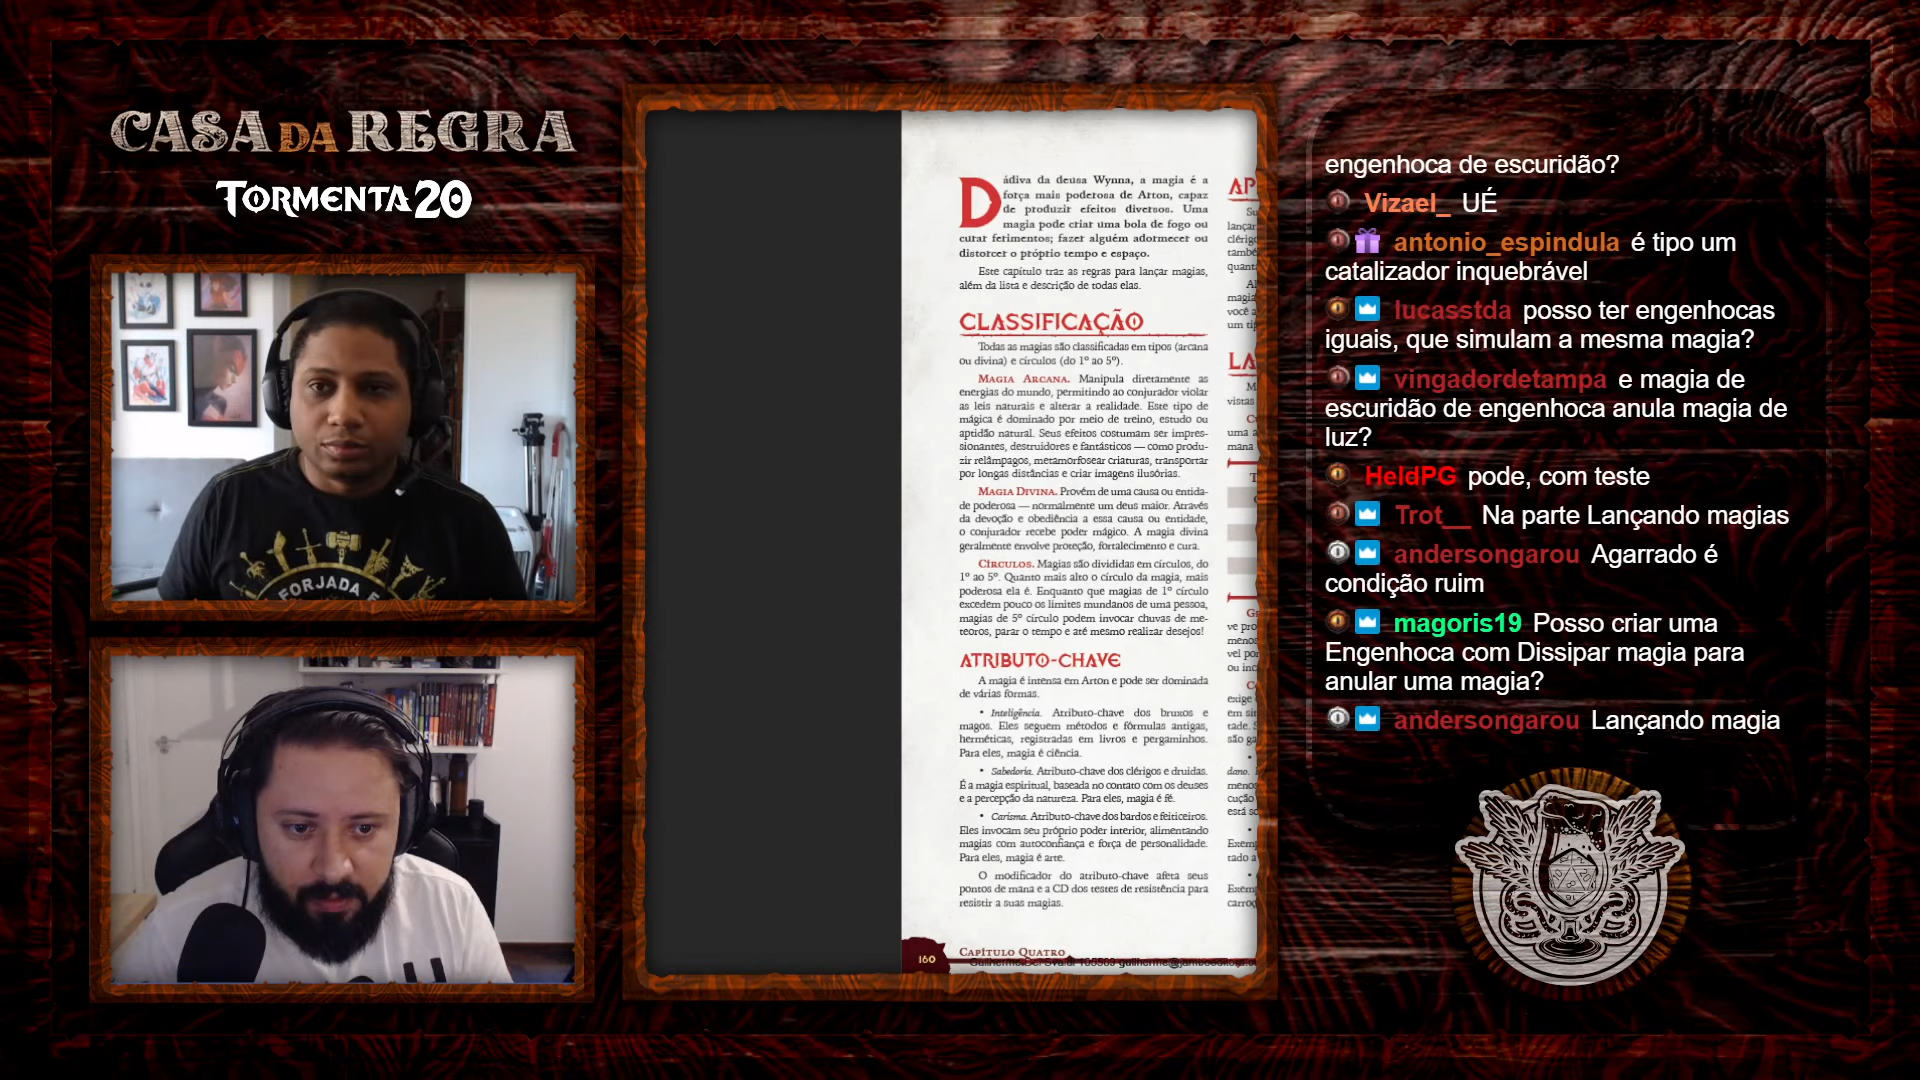 CASA DA REGRA
TORMENTA20
FORJADA E
Dádiva da deusa Wynna, a magia é a
força mais poderosa de Arton, capaz
de produzir efeitos diversos. Uma
magia pode criar uma bola de fogo ou
curar ferimentos; fazer alguém adormecer ou
distorcer o próprio tempo e espaço.
Este capítulo traz as regras para lançar magias,
além da lista e descrição de todas elas.
CLASSIFICAÇÃO
Todas as magias são classificadas em tipos (arcana
ou divina) e círculos (do 1º ao 5º).
MAGIA ARCANA. Manipula diretamente as
energias do mundo, permitindo ao conjurador violar
as leis naturais e alterar a realidade. Este tipo de
mágica é dominado por meio de treino, estudo ou
aptidão natural. Seus efeitos costumam ser impres-
sionantes, destruidores e fantásticos — como produ-
zir relâmpagos, metamorfosear criaturas, transportar
por longas distâncias e criar imagens ilusórias.
MAGIA DIVINA. Provém de uma causa ou entida-
de poderosa — normalmente um deus maior. Através
da devoção e obediência a essa causa ou entidade,
o conjurador recebe poder mágico. A magia divina
geralmente envolve proteção, fortalecimento e cura.
CÍRCULOS. Magias são divididas em círculos, do
1º ao 5º. Quanto mais alto o círculo da magia, mais
poderosa ela é. Enquanto que magias de 1º círculo
excedem pouco os limites mundanos de uma pessoa,
magias de 5º círculo podem invocar chuvas de me-
teoros, parar o tempo e até mesmo realizar desejos!
ATRIBUTO-CHAVE
A magia é intensa em Arton e pode ser dominada
de várias formas.
• Inteligência. Atributo-chave dos bruxos e
magos. Eles seguem métodos e fórmulas antigas,
herméticas, registradas em livros e pergaminhos.
Para eles, magia é ciência.
• Sabedoria. Atributo-chave dos clérigos e druidas.
É a magia espiritual, baseada no contato com os deuses
e a percepção da natureza. Para eles, magia é fé.
• Carisma. Atributo-chave dos bardos e feiticeiros.
Eles invocam seu próprio poder interior, alimentando
magias com autoconfiança e força de personalidade.
Para eles, magia é arte.
O modificador do atributo-chave afeta seus
pontos de mana e a CD dos testes de resistência para
resistir a suas magias.
160
CAPÍTULO QUATRO
engenhoca de escuridão?
Vizael_ UÉ
antonio_espindula é tipo um
catalizador inquebrável
lucasstda posso ter engenhocas
iguais, que simulam a mesma magia?
vingadordetampa e magia de
escuridão de engenhoca anula magia de
luz?
HeldPG pode, com teste
Trot__ Na parte Lançando magias
andersongarou Agarrado é
condição ruim
magoris19 Posso criar uma
Engenhoca com Dissipar magia para
anular uma magia?
andersongarou Lançando magia